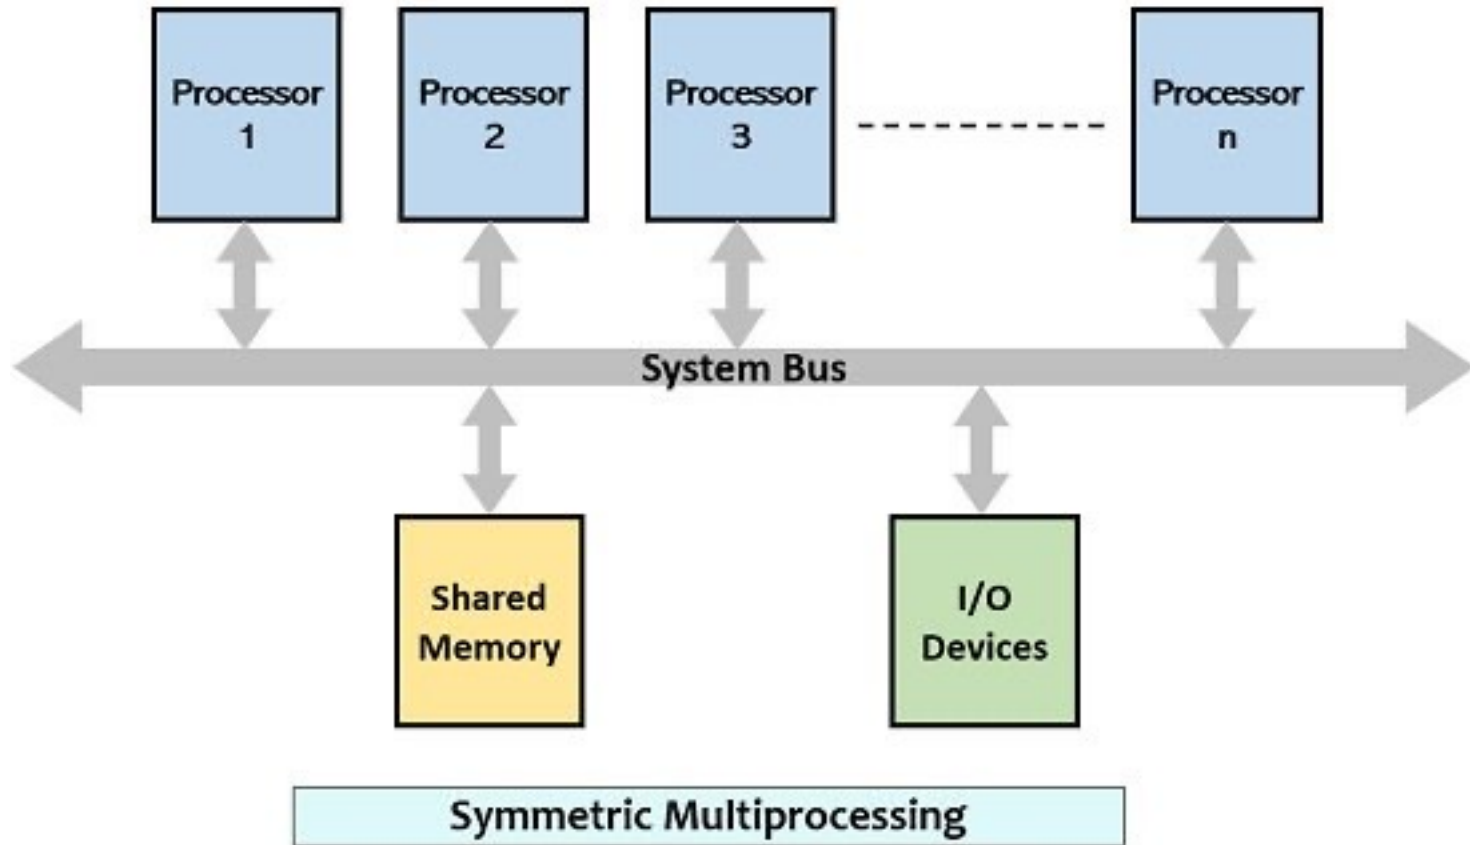 Processor
1
Processor
2
Processor
3
Processor
n
System Bus
Shared
Memory
I/O
Devices
Symmetric Multiprocessing